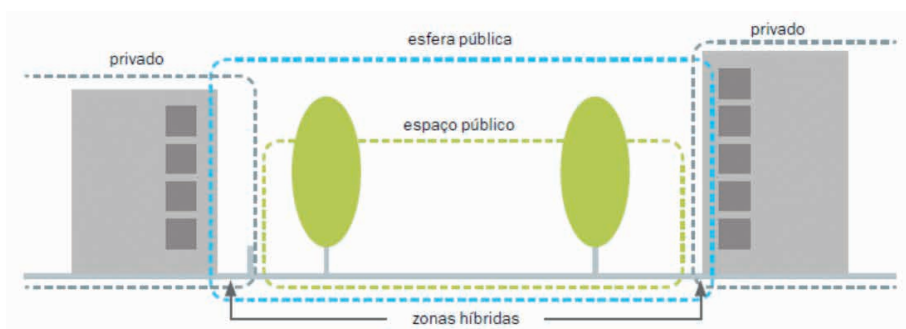 esfera pública
privado
privado
espaço público
zonas híbridas